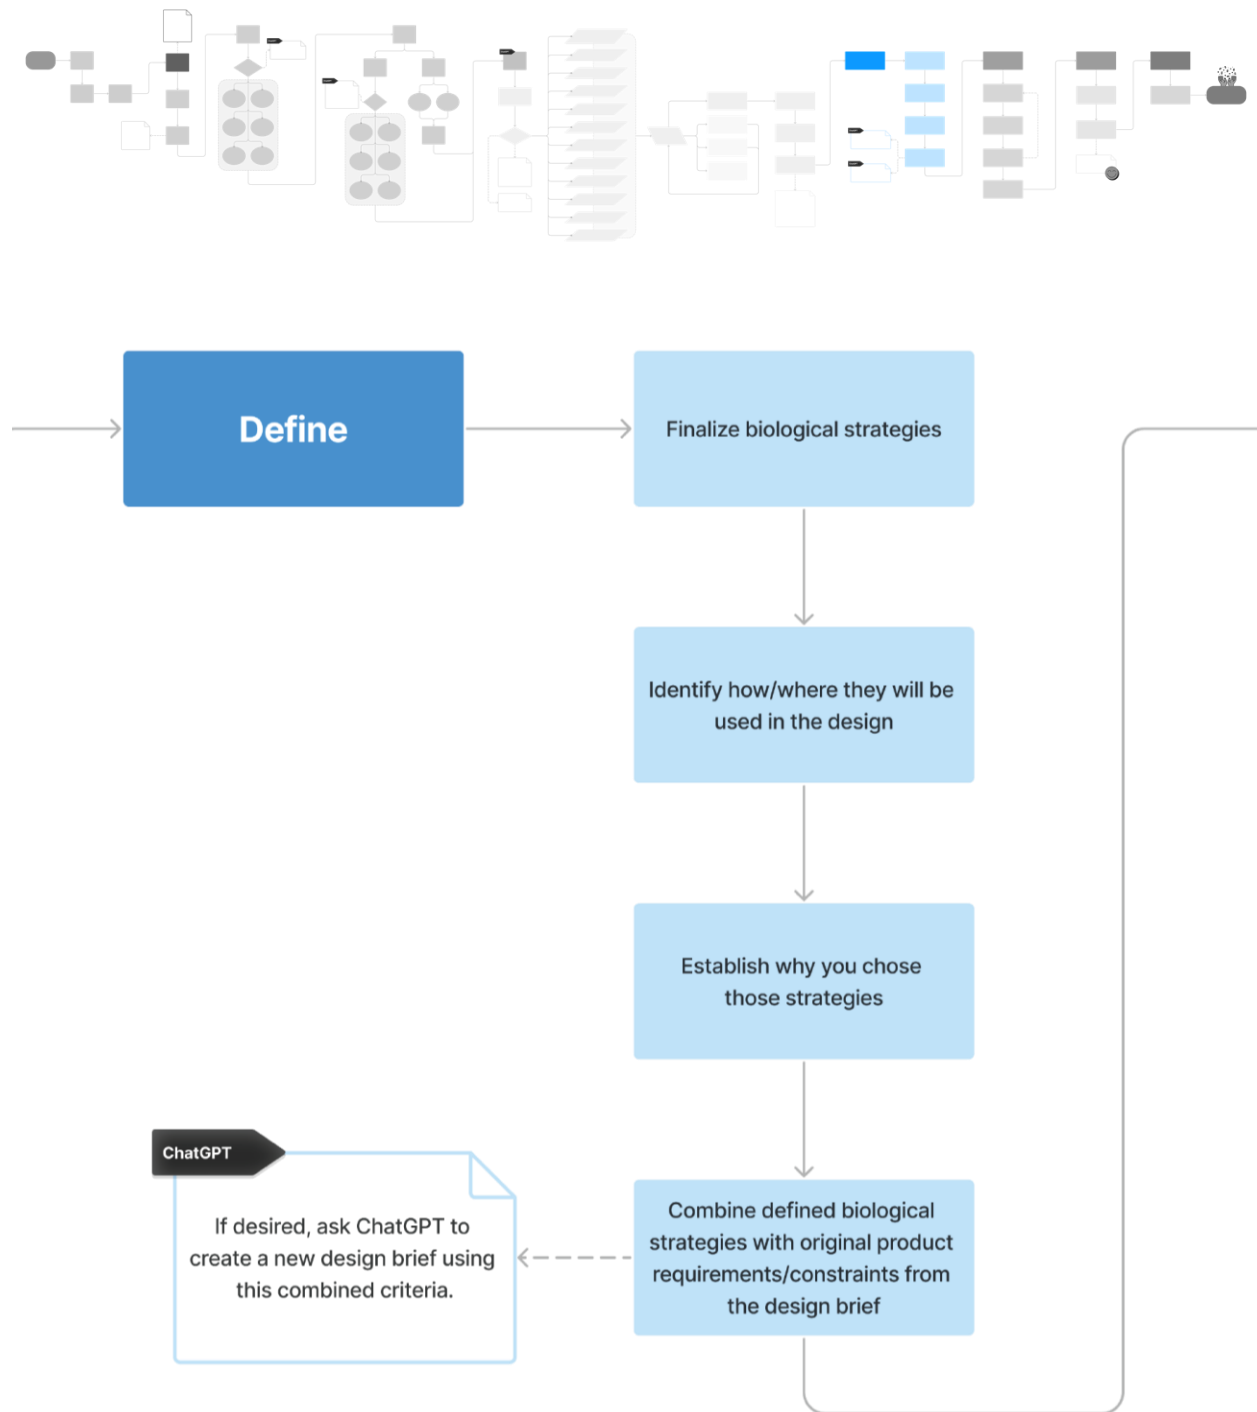 Define
Finalize biological strategies
Identify how/where they will be
used in the design
Establish why you chose
those strategies
ChatGPT
If desired, ask ChatGPT to
create a new design brief using
this combined criteria.
Combine defined biological
strategies with original product
requirements/constraints from
the design brief